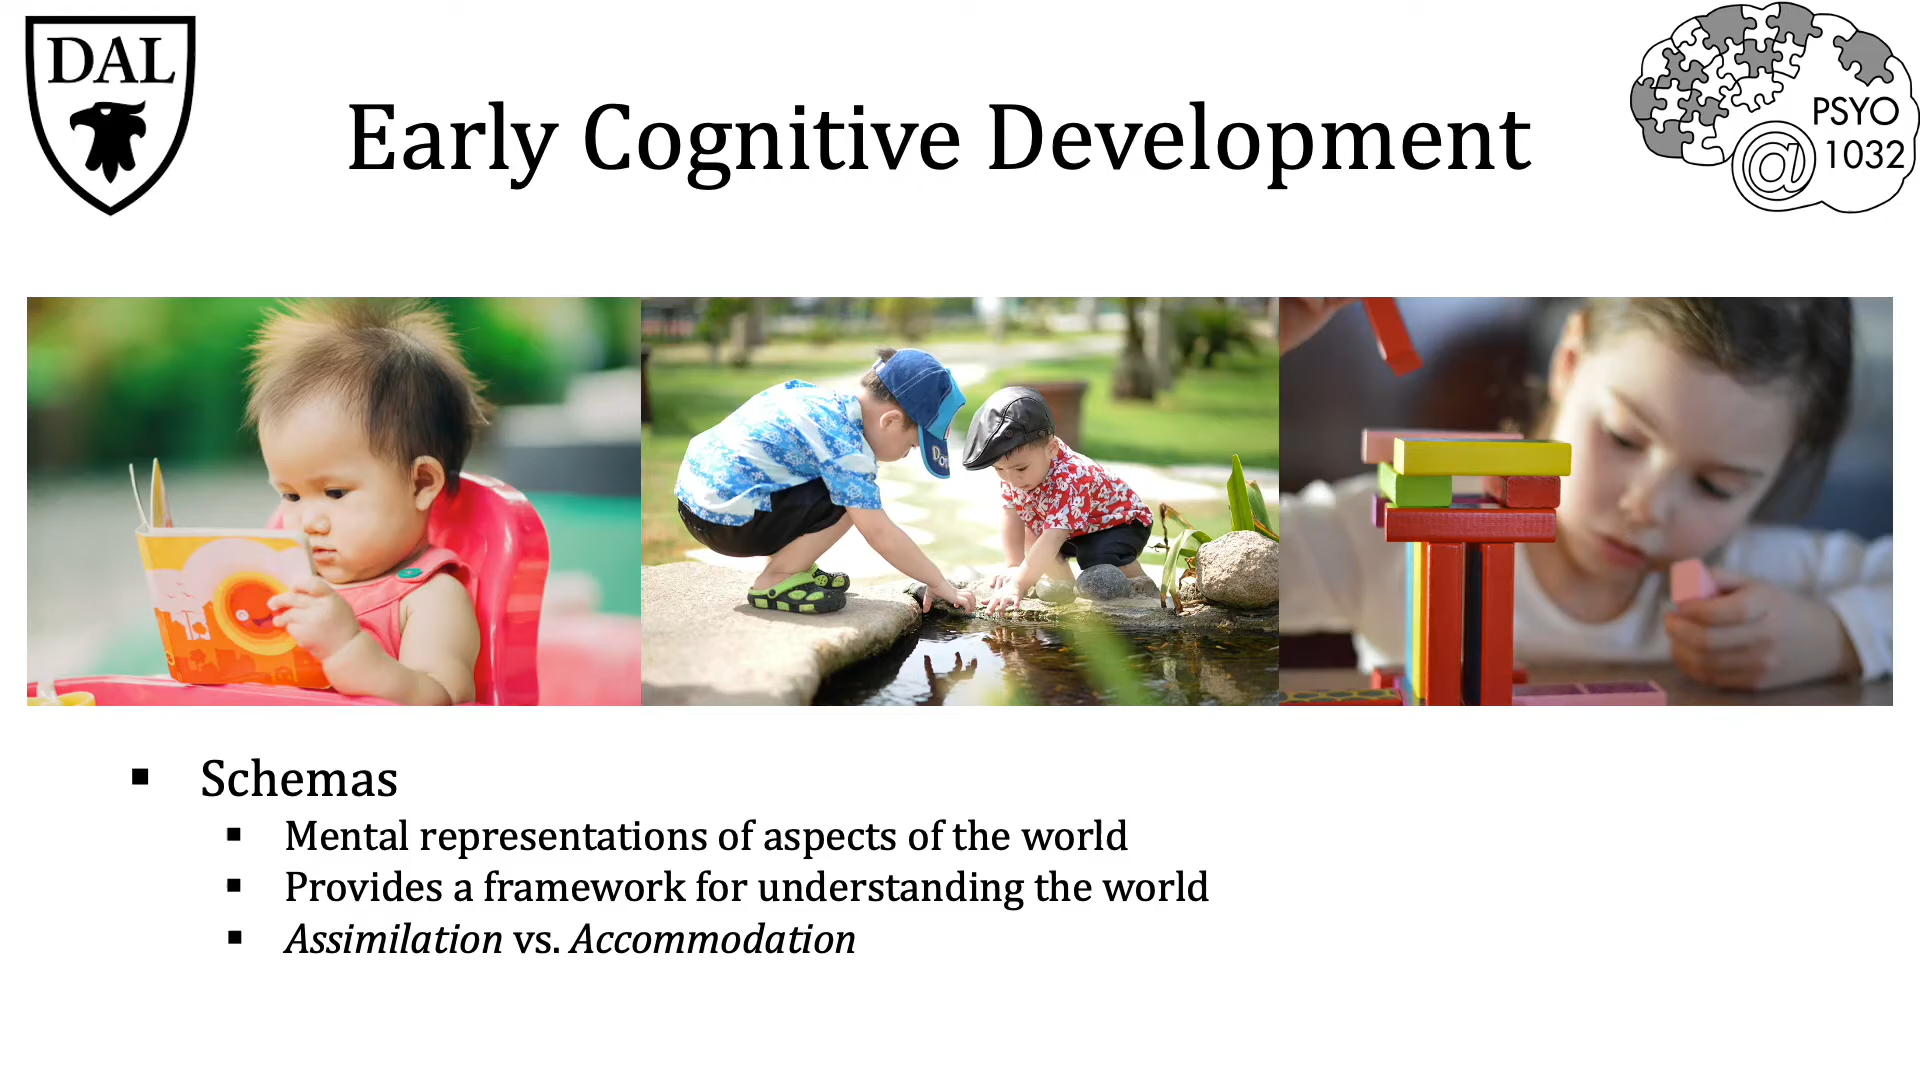 DAL
Early Cognitive Development
PSYO
@ 1032
▪ Schemas
▪ Mental representations of aspects of the world
▪ Provides a framework for understanding the world
▪ Assimilation vs. Accommodation